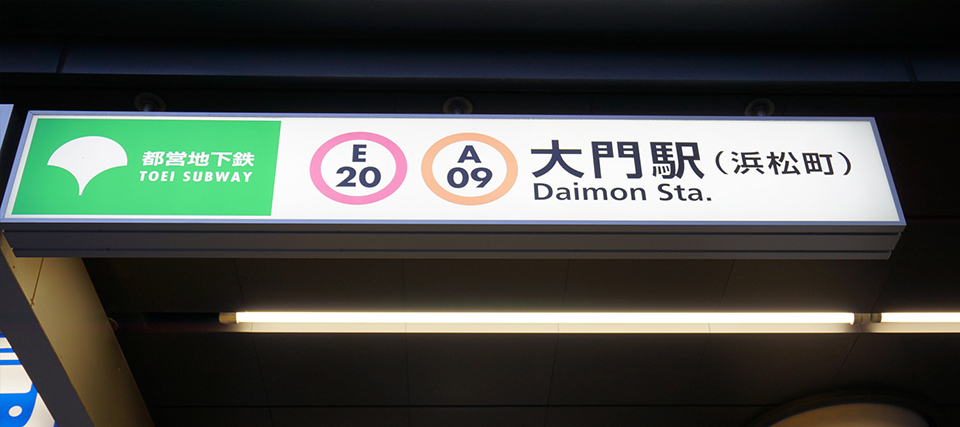 都営地下鉄
TOEI SUBWAY
E
20
A
09
大門駅(浜松町)
Daimon Sta.